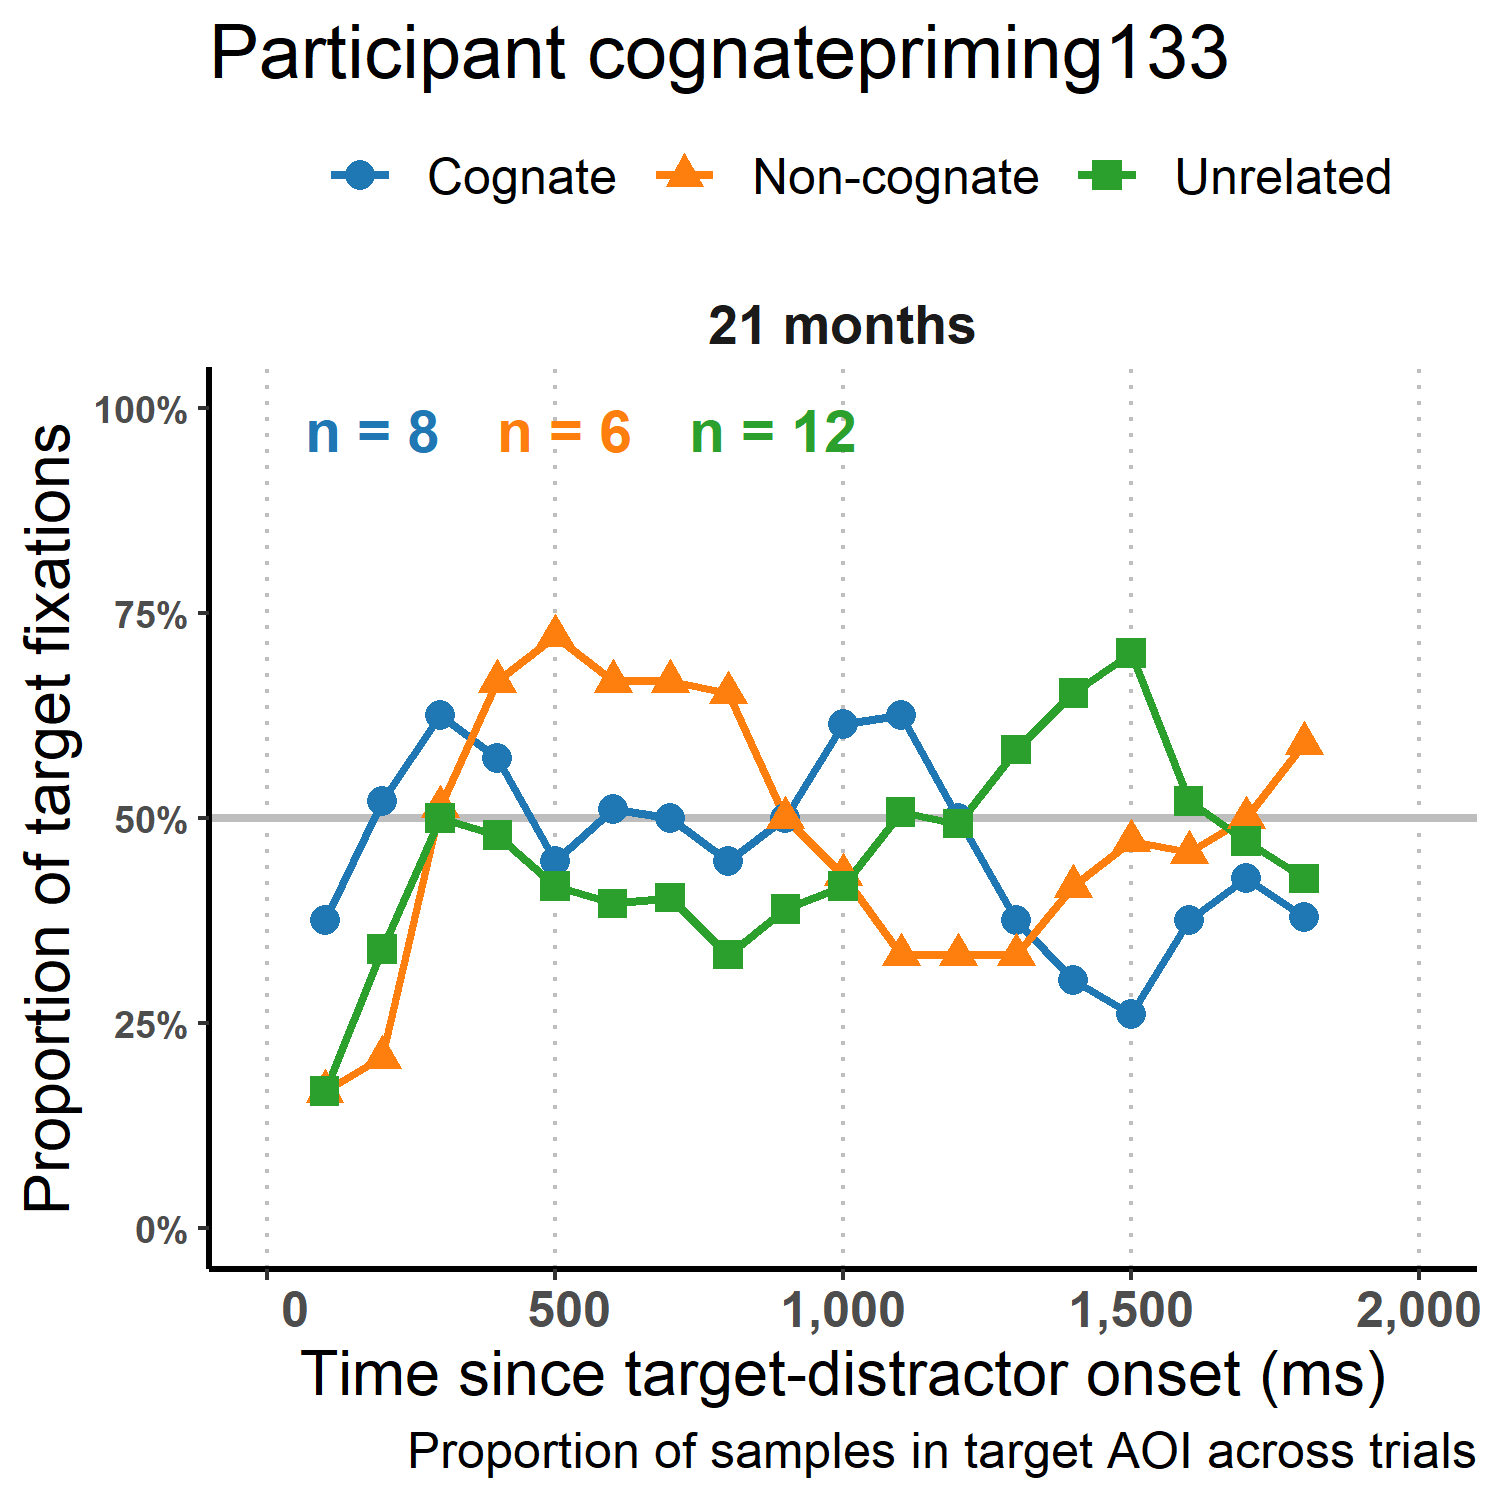 Participant cognatepriming133
Cognate Non-cognate Unrelated
21 months
n = 8 n = 6 n = 12
100%
75%
50%
25%
0%
Proportion of target fixations
0 500 1,000 1,500 2,000
Time since target-distractor onset (ms)
Proportion of samples in target AOI across trials